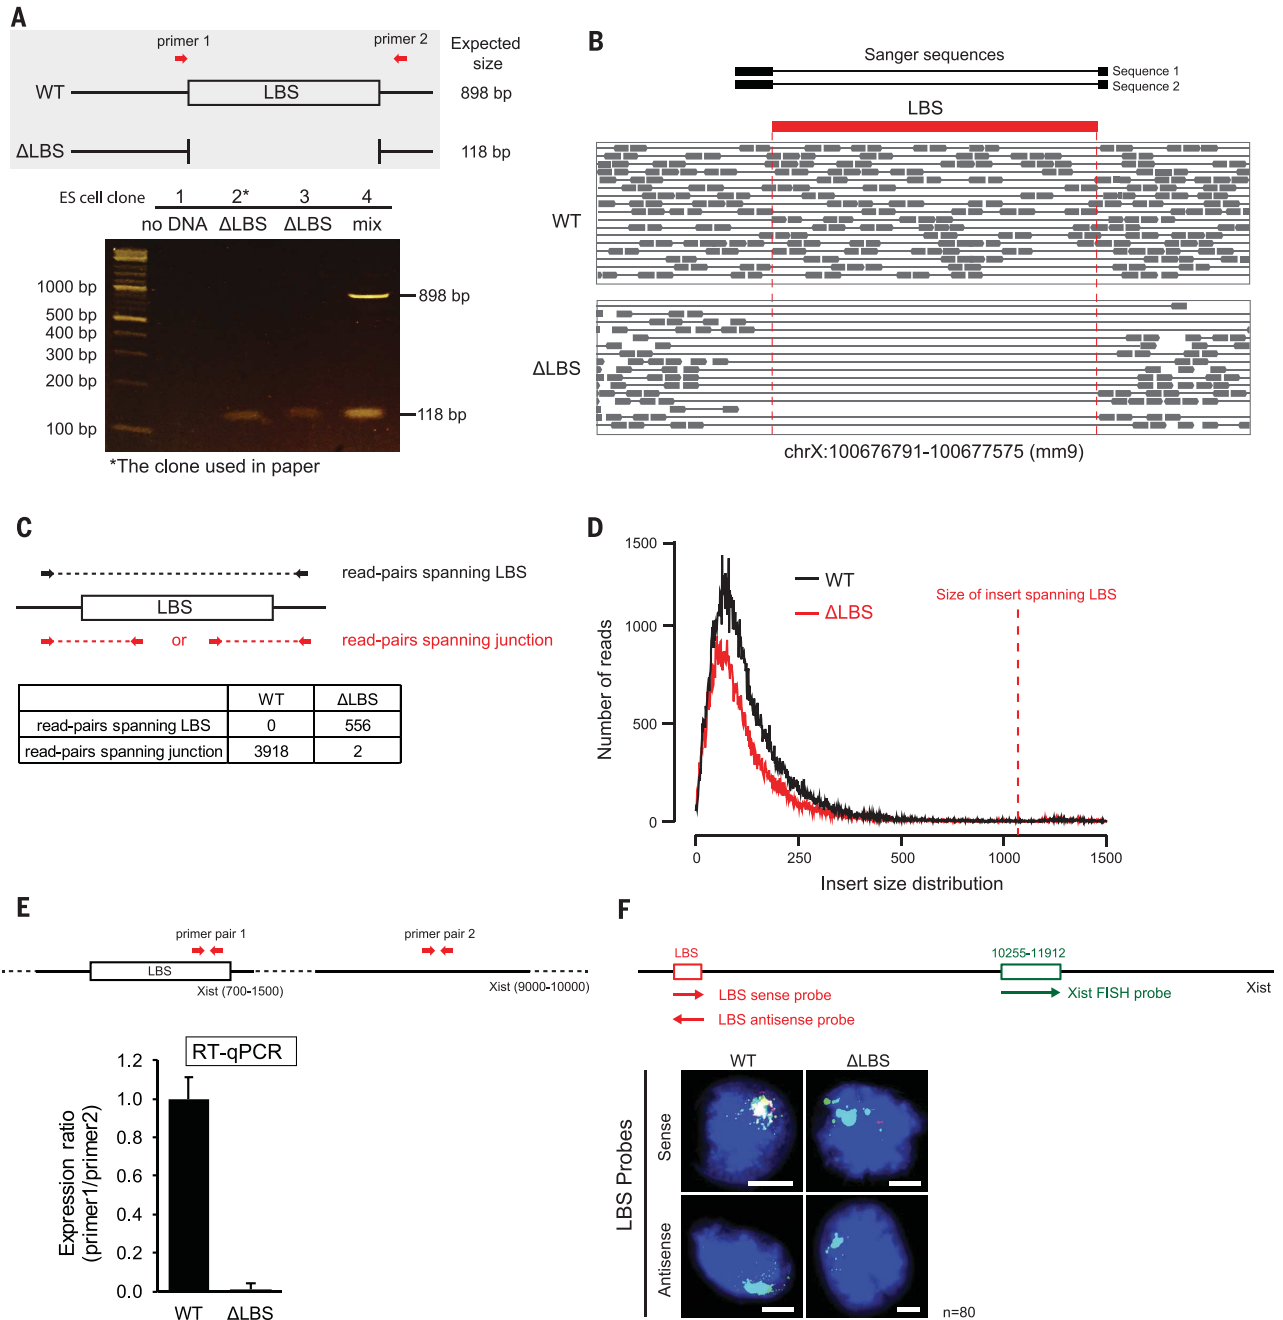 A
primer 1
primer 2
Expected
size
WT
LBS
898 bp
ΔLBS
118 bp
ES cell clone
1
2*
3
4
no DNA
ΔLBS
ΔLBS
mix
1000 bp
500 bp
400 bp
300 bp
200 bp
100 bp
898 bp
118 bp
*The clone used in paper
B
Sanger sequences
Sequence 1
Sequence 2
LBS
WT
ΔLBS
chrX:100676791-100677575 (mm9)
C
read-pairs spanning LBS
LBS
or
read-pairs spanning junction
WT
ΔLBS
read-pairs spanning LBS
0
556
read-pairs spanning junction
3918
2
D
1500
1000
500
0
Number of reads
WT
ΔLBS
Size of insert spanning LBS
0
250
500
1000
1500
Insert size distribution
E
primer pair 1
primer pair 2
LBS
Xist (700-1500)
Xist (9000-10000)
RT-qPCR
1.2
1.0
0.8
0.6
0.4
0.2
0.0
Expression ratio
(primer1/primer2)
WT
ΔLBS
F
LBS
10255-11912
LBS sense probe
Xist FISH probe
Xist
LBS antisense probe
WT
ΔLBS
LBS Probes
Sense
Antisense
n=80